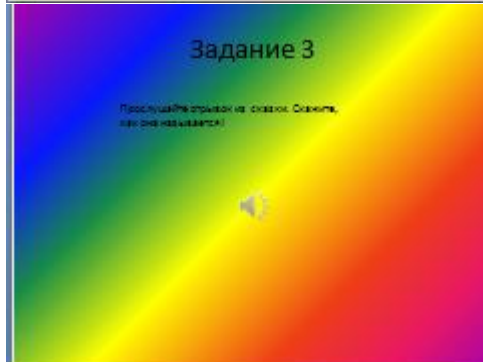 Задание 3
Прослушайте отрывок из сказки. Скажите,
как она называется?